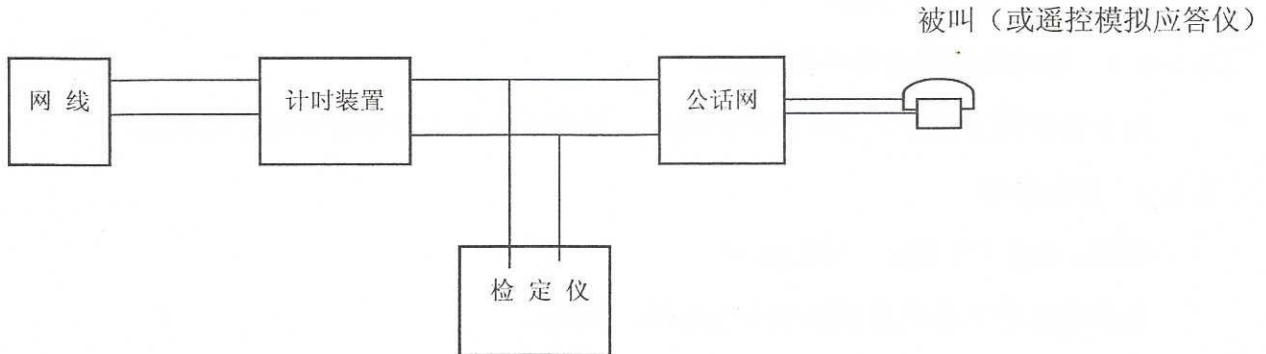 被叫（或遥控模拟应答仪）
网 线
计时装置
公话网
检 定 仪